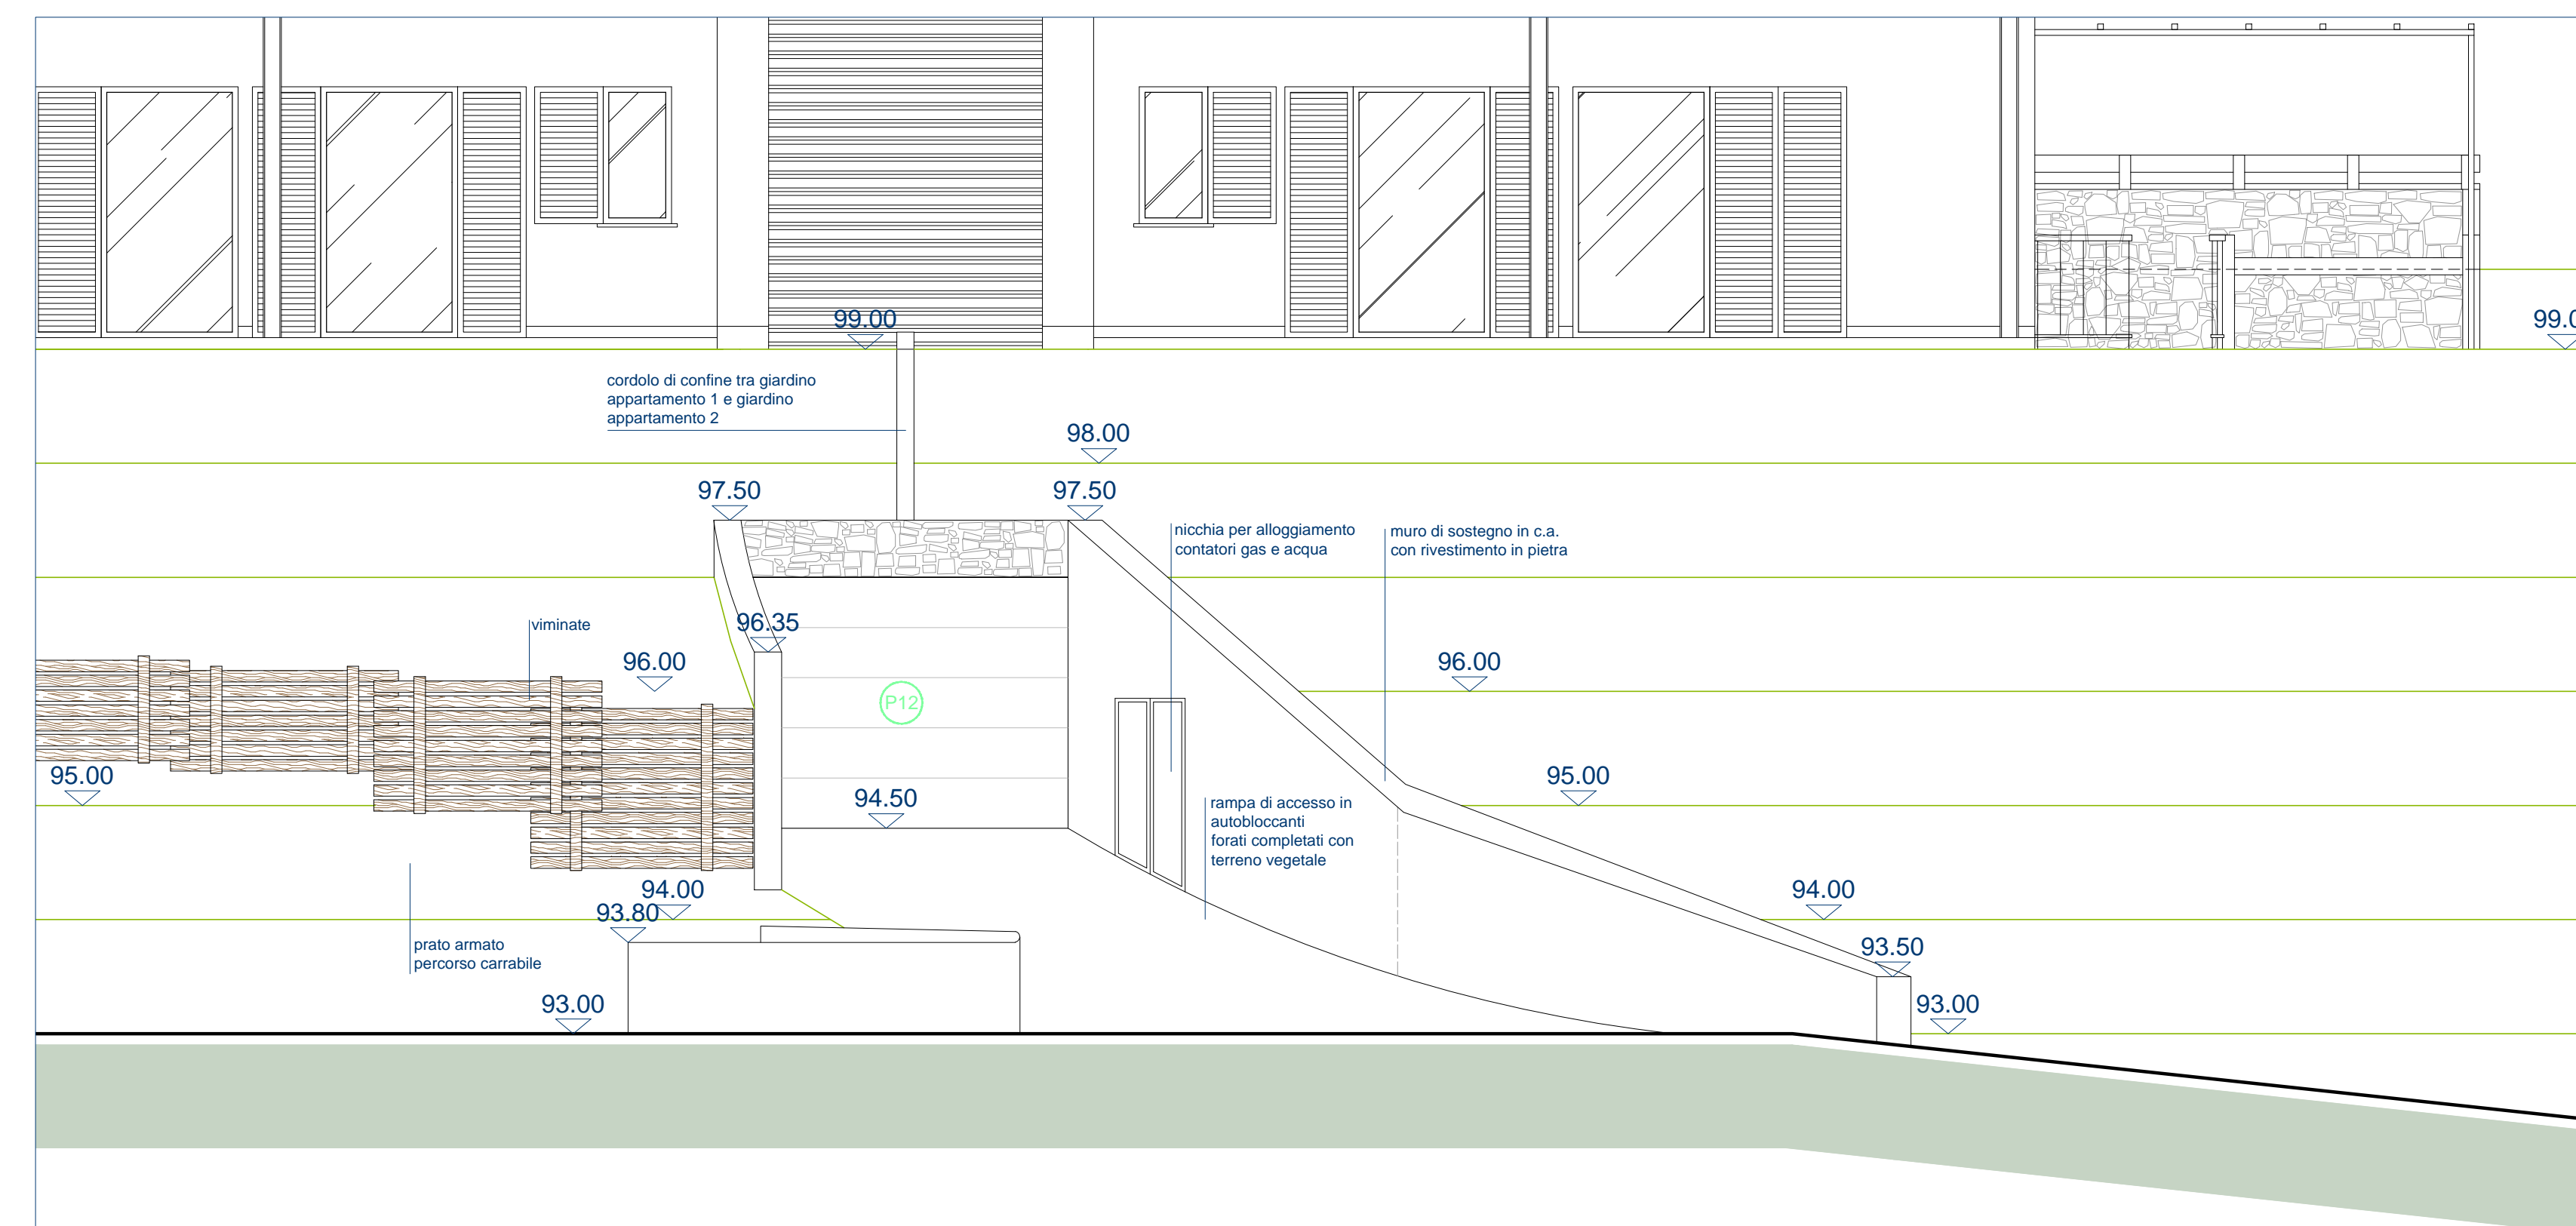 99.00
99.0
cordolo di confine tra giardino
appartamento 1 e giardino
appartamento 2
98.00
97.50
97.50
nicchia per alloggiamento
contatori gas e acqua
muro di sostegno in c.a.
con rivestimento in pietra
viminate
96.35
96.00
96.00
P12
95.00
94.50
95.00
rampa di accesso in
autobloccanti
forati completati con
terreno vegetale
94.00
93.80
94.00
prato armato
percorso carrabile
93.50
93.00
93.00